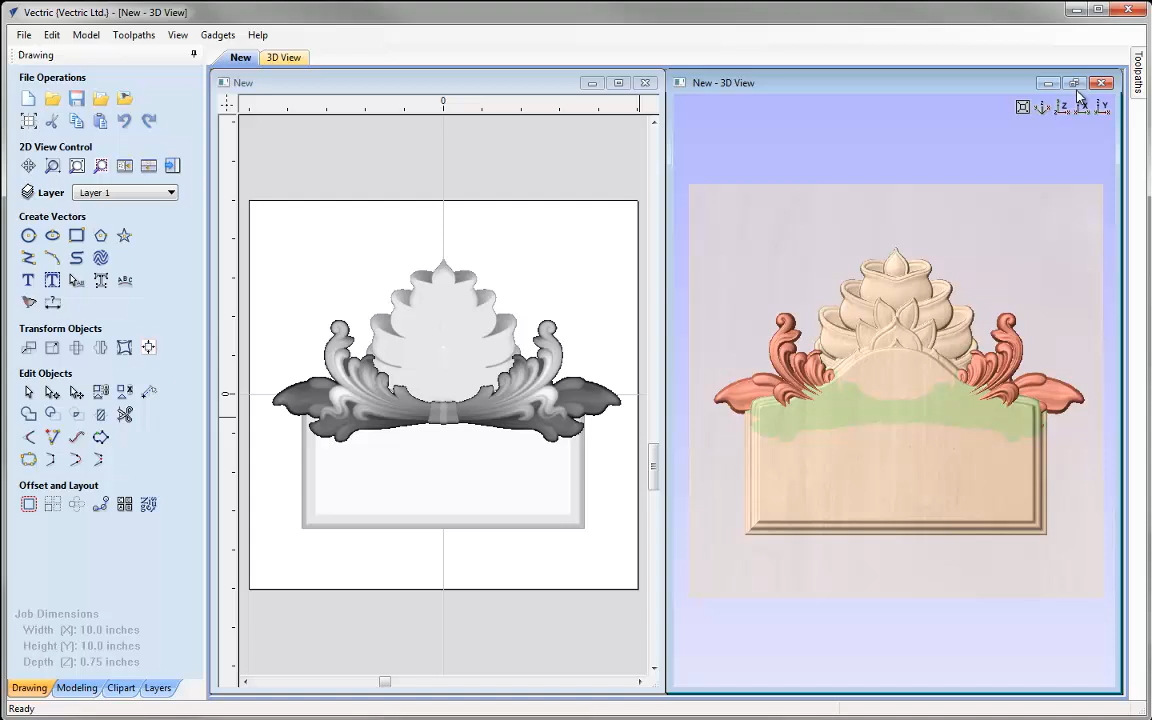 Vectric {Vectric Ltd.} - [New - 3D View]
File Edit Model Toolpaths View Gadgets Help
Drawing
New 3D View
Toolpaths
File Operations
New
New - 3D View
0
Z X Y
2D View Control
Layer Layer 1
Create Vectors
Transform Objects
Edit Objects
0
Offset and Layout
Job Dimensions
Width (X): 10.0 inches
Height (Y): 10.0 inches
Depth (Z): 0.75 inches
Drawing Modeling Clipart Layers
Ready